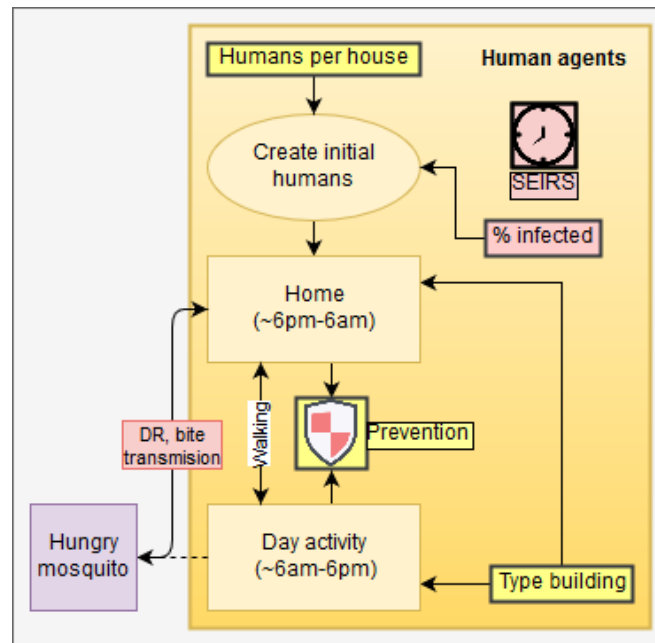 Humans per house
Human agents
Create initial
humans
SEIRS
% infected
Home
(~6pm-6am)
Walking
Prevention
DR, bite
transmision
Hungry
mosquito
Day activity
(~6am-6pm)
Type building